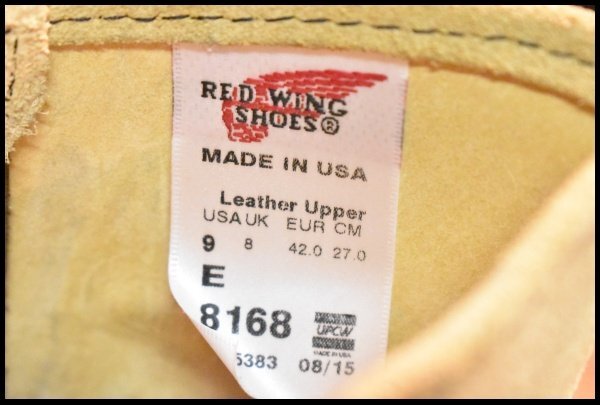 RED WING
SHOES®
MADE IN USA
Leather Upper
USA UK EUR CM
9 8 42.0 27.0
E
8168
UFCW
MADE IN USA
5383 08/15